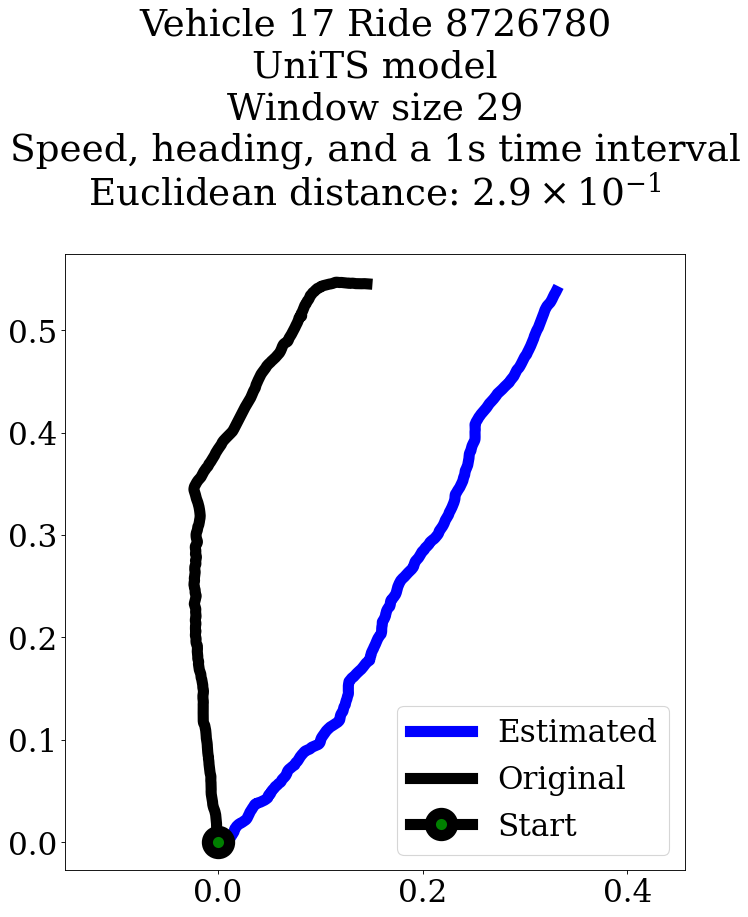 Vehicle 17 Ride 8726780
UniTS model
Window size 29
Speed, heading, and a 1s time interval
Euclidean distance: 2.9 × 10⁻¹
0.5
0.4
0.3
0.2
0.1
0.0
Estimated
Original
Start
0.0 0.2 0.4